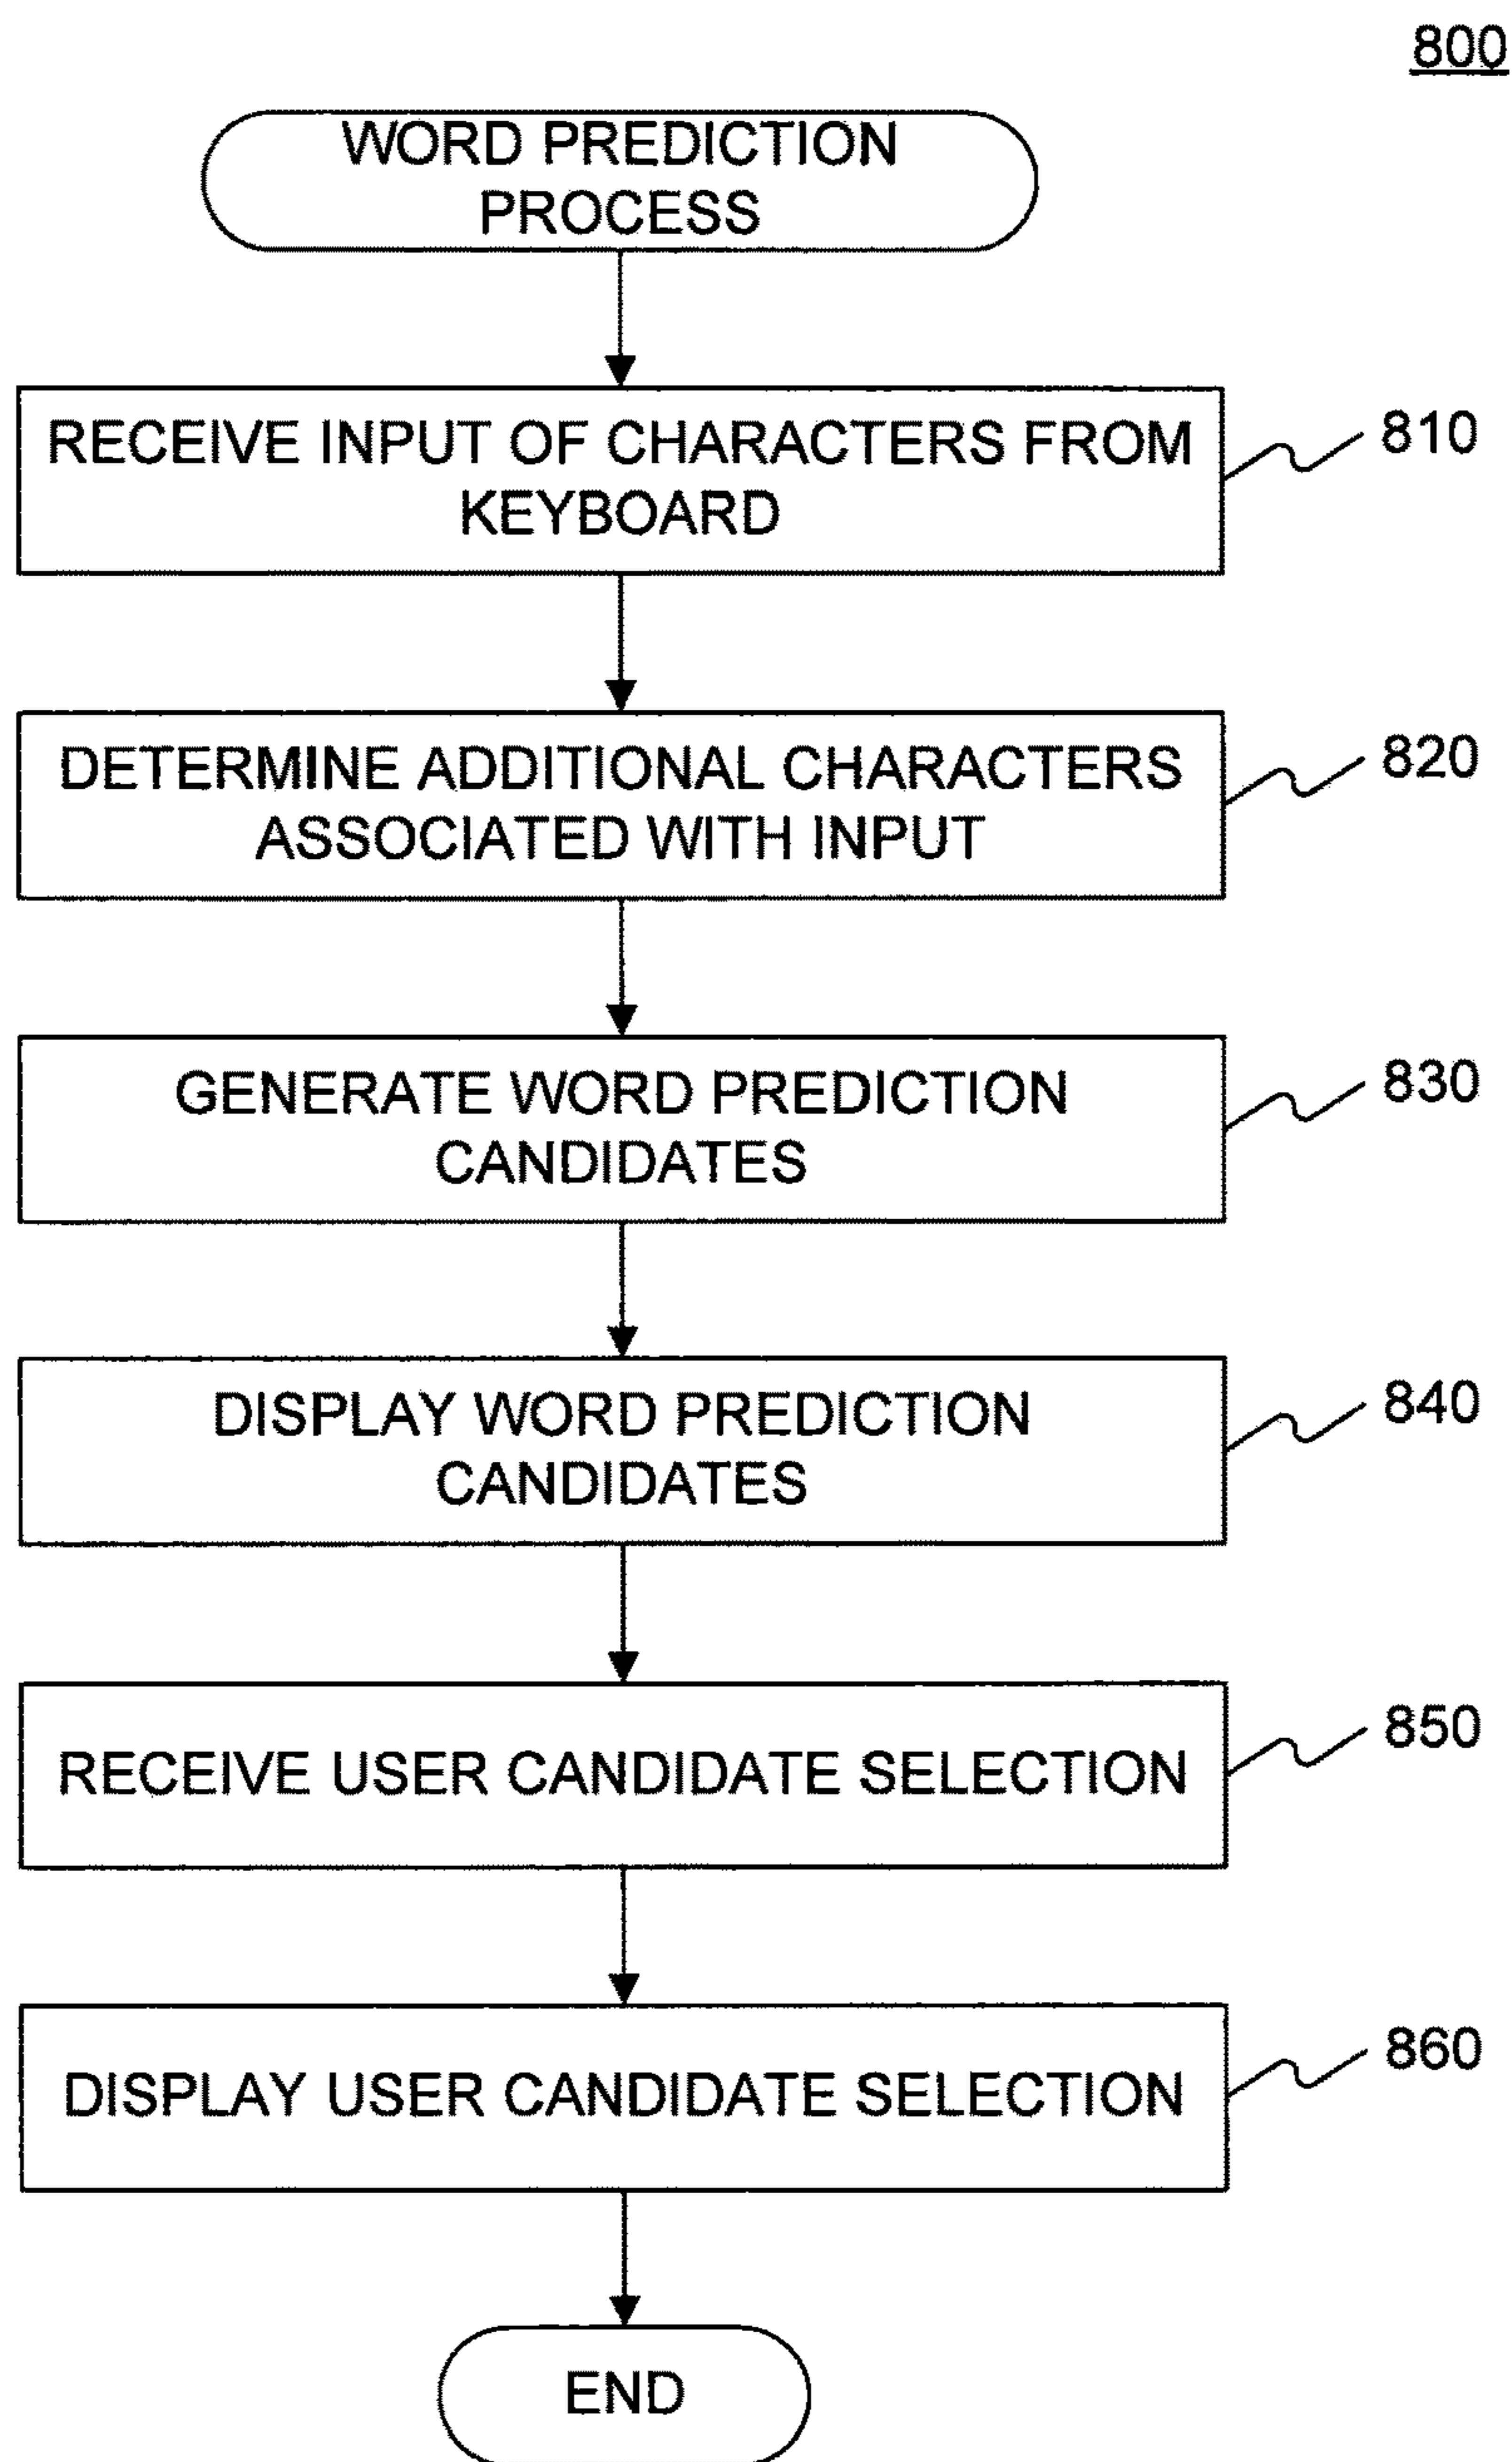 800
WORD PREDICTION
PROCESS
RECEIVE INPUT OF CHARACTERS FROM
KEYBOARD
810
DETERMINE ADDITIONAL CHARACTERS
ASSOCIATED WITH INPUT
820
GENERATE WORD PREDICTION
CANDIDATES
830
DISPLAY WORD PREDICTION
CANDIDATES
840
RECEIVE USER CANDIDATE SELECTION
850
DISPLAY USER CANDIDATE SELECTION
860
END